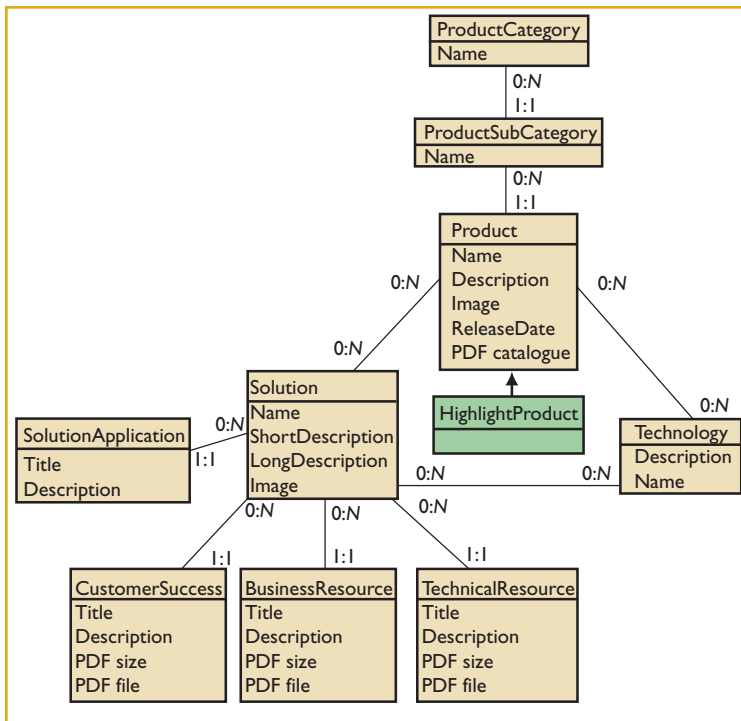 ProductCategory
Name
0:N
1:1
ProductSubCategory
Name
0:N
1:1
Product
Name
Description
Image
ReleaseDate
PDF catalogue
0:N
0:N
0:N
0:N
HighlightProduct
Solution
Name
ShortDescription
LongDescription
Image
SolutionApplication
Title
Description
0:N
1:1
Technology
Description
Name
0:N
0:N
0:N
0:N
0:N
1:1
1:1
1:1
CustomerSuccess
Title
Description
PDF size
PDF file
BusinessResource
Title
Description
PDF size
PDF file
TechnicalResource
Title
Description
PDF size
PDF file